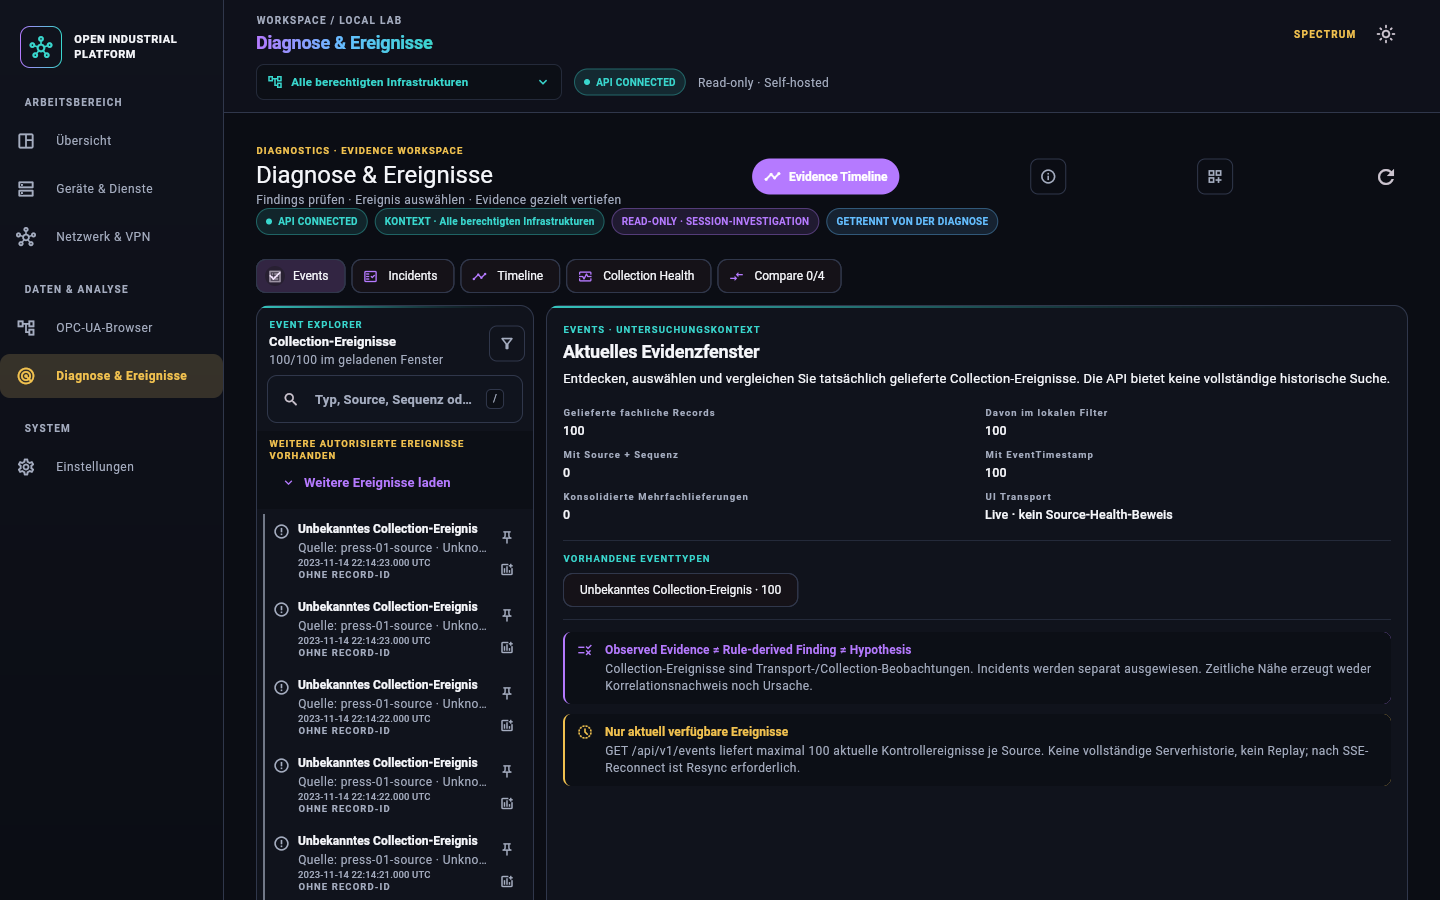 OPEN INDUSTRIAL
PLATFORM
ARBEITSBEREICH
Übersicht
Geräte & Dienste
Netzwerk & VPN
DATEN & ANALYSE
OPC-UA-Browser
Diagnose & Ereignisse
SYSTEM
Einstellungen
WORKSPACE / LOCAL LAB
Diagnose & Ereignisse
SPECTRUM
Alle berechtigten Infrastrukturen
API CONNECTED
Read-only · Self-hosted
DIAGNOSTICS · EVIDENCE WORKSPACE
Diagnose & Ereignisse
Findings prüfen · Ereignis auswählen · Evidence gezielt vertiefen
Evidence Timeline
API CONNECTED
KONTEXT · Alle berechtigten Infrastrukturen
READ-ONLY · SESSION-INVESTIGATION
GETRENNT VON DER DIAGNOSE
Events
Incidents
Timeline
Collection Health
Compare 0/4
EVENT EXPLORER
Collection-Ereignisse
100/100 im geladenen Fenster
Typ, Source, Sequenz od…
/
WEITERE AUTORISIERTE EREIGNISSE
VORHANDEN
Weitere Ereignisse laden
Unbekanntes Collection-Ereignis
Quelle: press-01-source · Unkno…
2023-11-14 22:14:23.000 UTC
OHNE RECORD-ID
Unbekanntes Collection-Ereignis
Quelle: press-01-source · Unkno…
2023-11-14 22:14:23.000 UTC
OHNE RECORD-ID
Unbekanntes Collection-Ereignis
Quelle: press-01-source · Unkno…
2023-11-14 22:14:22.000 UTC
OHNE RECORD-ID
Unbekanntes Collection-Ereignis
Quelle: press-01-source · Unkno…
2023-11-14 22:14:22.000 UTC
OHNE RECORD-ID
Unbekanntes Collection-Ereignis
Quelle: press-01-source · Unkno…
2023-11-14 22:14:21.000 UTC
OHNE RECORD-ID
EVENTS · UNTERSUCHUNGSKONTEXT
Aktuelles Evidenzfenster
Entdecken, auswählen und vergleichen Sie tatsächlich gelieferte Collection-Ereignisse. Die API bietet keine vollständige historische Suche.
Gelieferte fachliche Records
100
Davon im lokalen Filter
100
Mit Source + Sequenz
0
Mit EventTimestamp
100
Konsolidierte Mehrfachlieferungen
0
UI Transport
Live · kein Source-Health-Beweis
VORHANDENE EVENTTYPEN
Unbekanntes Collection-Ereignis · 100
Observed Evidence ≠ Rule-derived Finding ≠ Hypothesis
Collection-Ereignisse sind Transport-/Collection-Beobachtungen. Incidents werden separat ausgewiesen. Zeitliche Nähe erzeugt weder
Korrelationsnachweis noch Ursache.
Nur aktuell verfügbare Ereignisse
GET /api/v1/events liefert maximal 100 aktuelle Kontrollereignisse je Source. Keine vollständige Serverhistorie, kein Replay; nach SSE-
Reconnect ist Resync erforderlich.